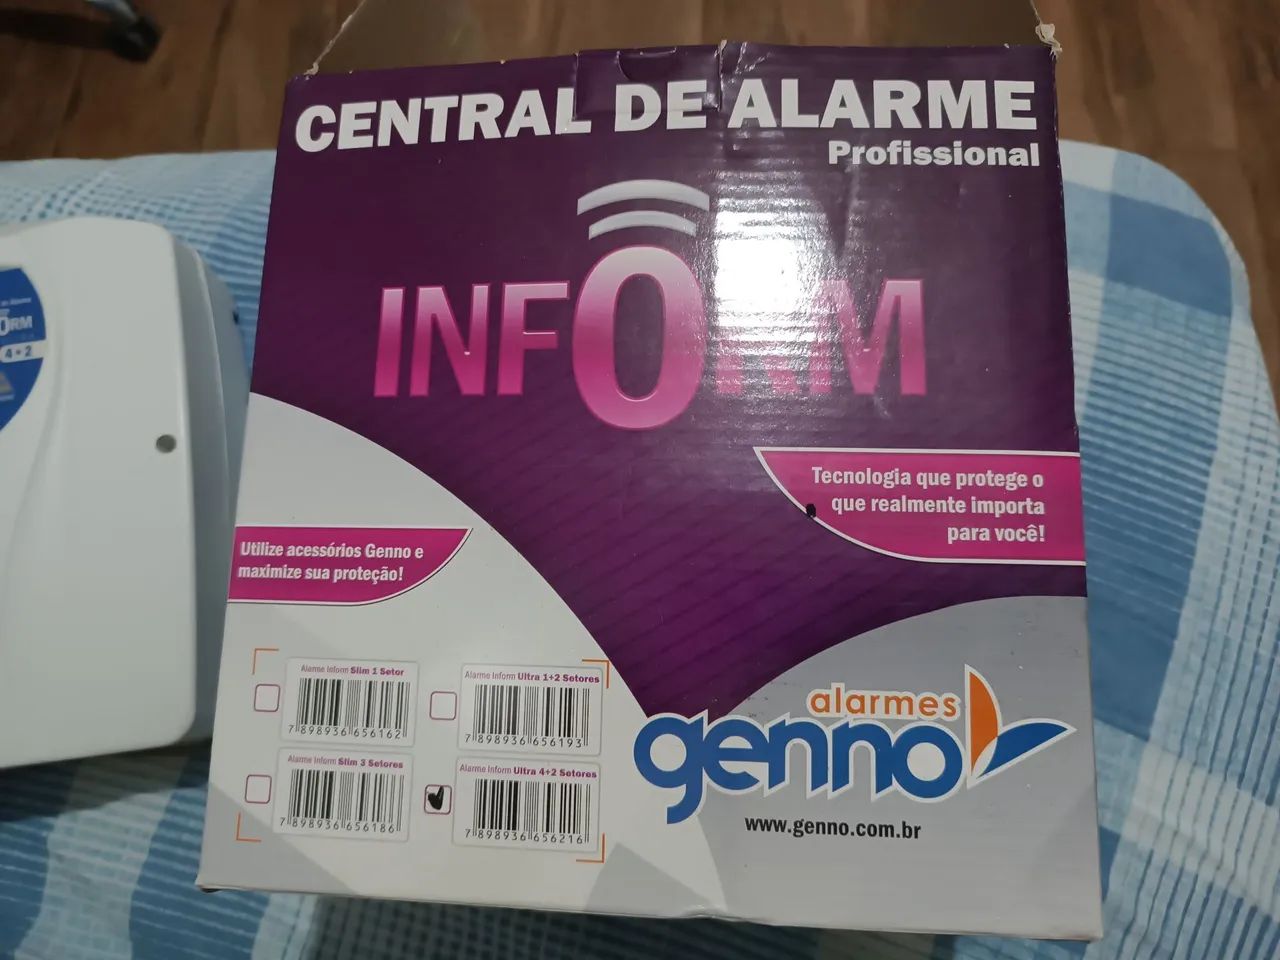 CENTRAL DE ALARME
Profissional
INFORM
ORM
4+2
Tecnologia que protege o
que realmente importa
para você!
Utilize acessórios Genno e
maximize sua proteção!
Alarme Inform Slim 1 Setor
7 898936 656162
Alarme Inform Ultra 1+2 Setores
7 898936 656193
Alarme Inform Slim 3 Setores
7 898936 656186
Alarme Inform Ultra 4+2 Setores
7 898936 656216
alarmes
genno
www.genno.com.br